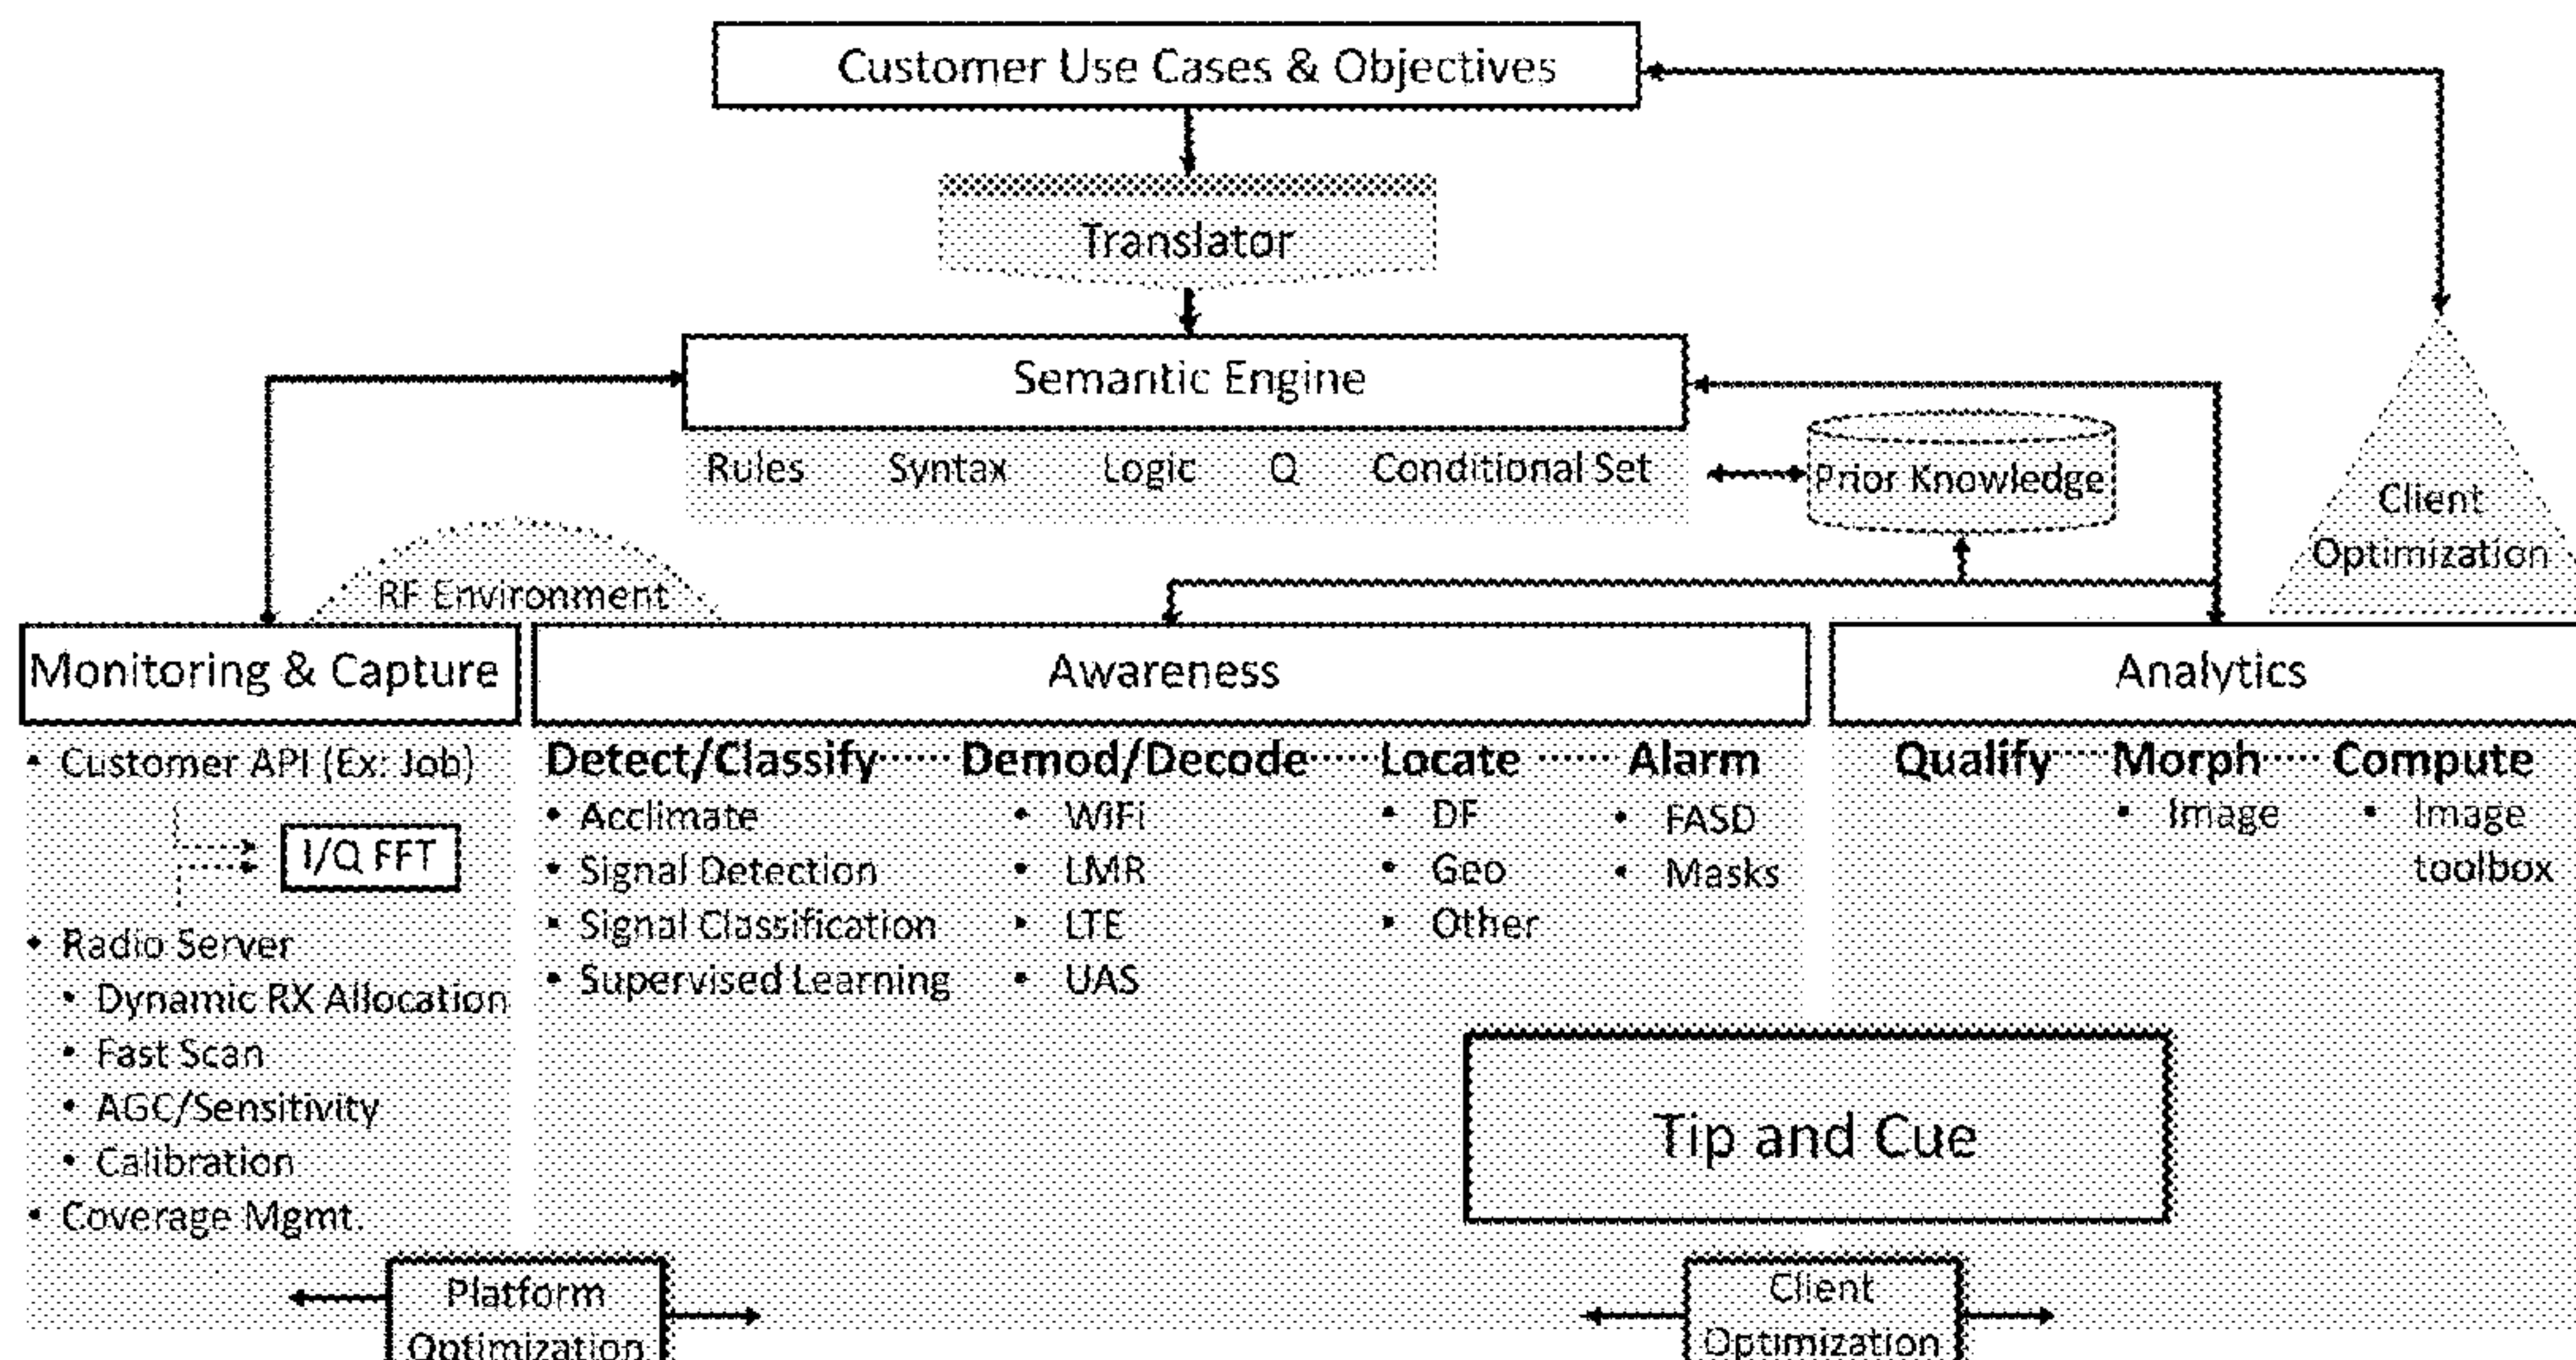 Customer Use Cases & Objectives
Translator
Semantic Engine
Rules Syntax Logic Q Conditional Set
Prior Knowledge
Client
Optimization
RF Environment
Monitoring & Capture
Awareness
Analytics
• Customer API (Ex: Job)
I/Q FFT
• Radio Server
• Dynamic RX Allocation
• Fast Scan
• AGC/Sensitivity
• Calibration
• Coverage Mgmt.
Detect/Classify······Demod/Decode······Locate······Alarm
• Acclimate
• Signal Detection
• Signal Classification
• Supervised Learning
• WiFi
• LMR
• LTE
• UAS
• DF
• Geo
• Other
• FASD
• Masks
Qualify·····Morph·····Compute
• Image
• Image
toolbox
Tip and Cue
Platform
Optimization
Client
Optimization